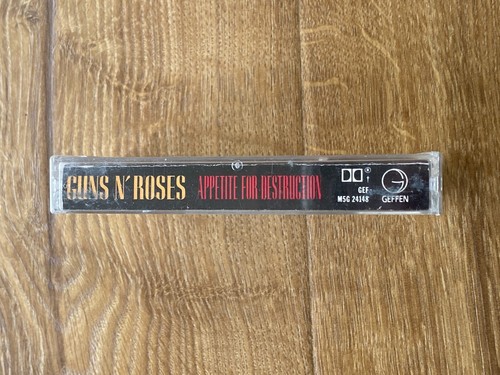 GUNS N' ROSES APPETITE FOR DESTRUCTION
GEF
M5G 24148
GEFFEN